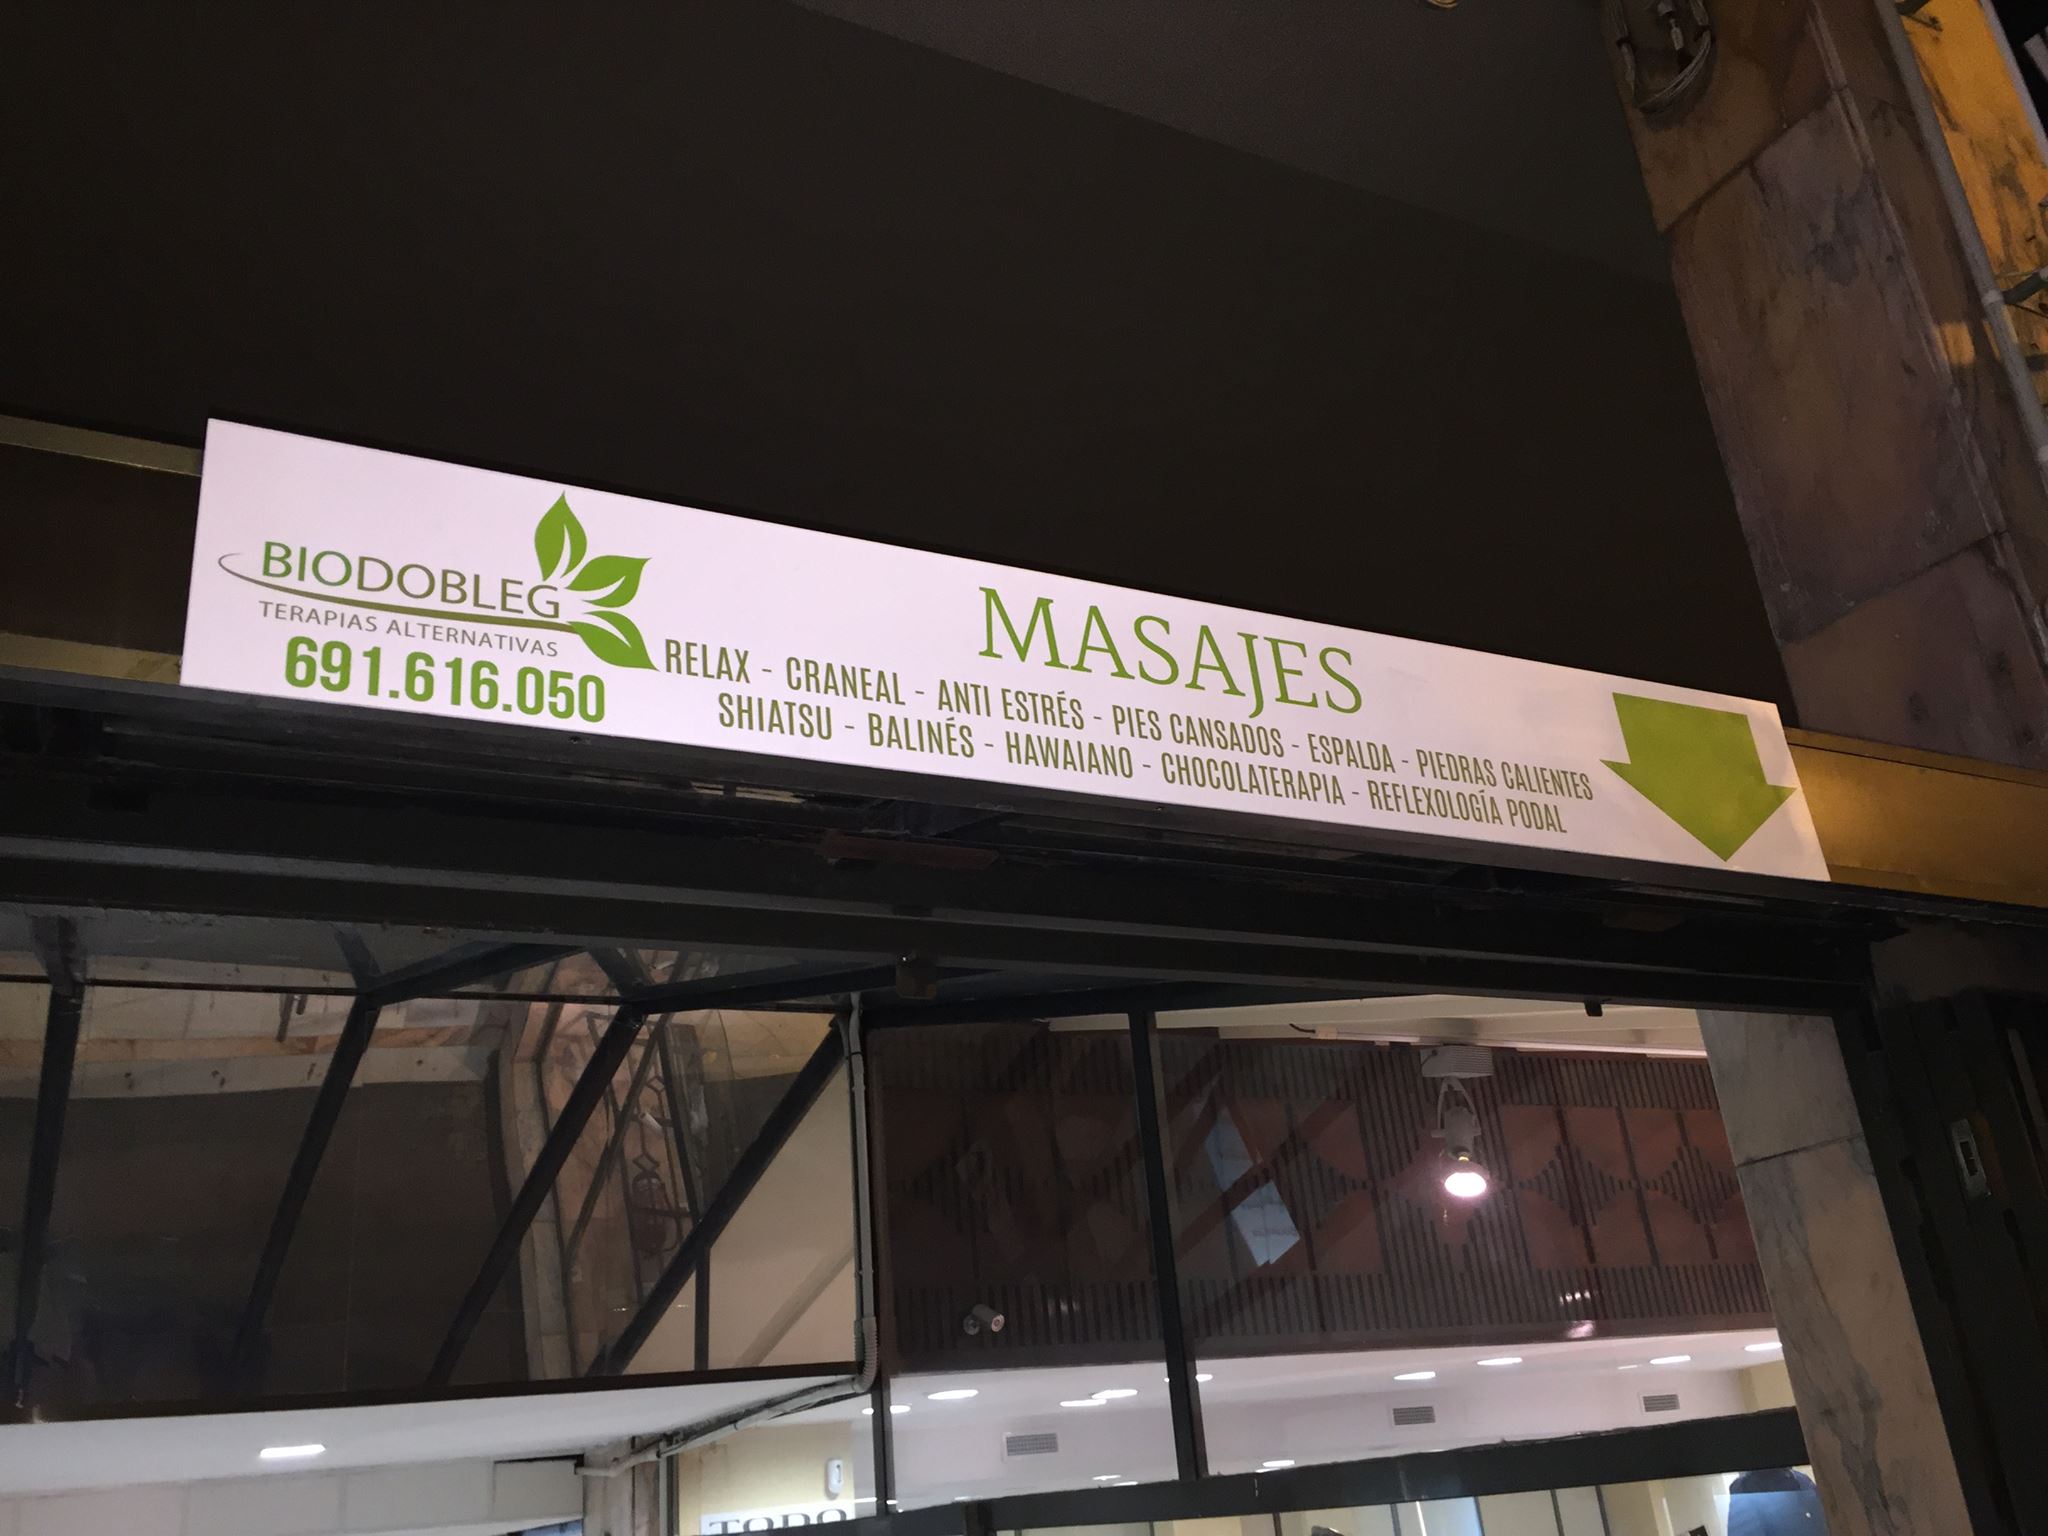 BIODOBLEG
TERAPIAS ALTERNATIVAS
691.616.050
MASAJES
RELAX - CRANEAL - ANTI ESTRÉS - PIES CANSADOS - ESPALDA - PIEDRAS CALIENTES
SHIATSU - BALINÉS - HAWAIANO - CHOCOLATERAPIA - REFLEXOLOGÍA PODAL
TODO